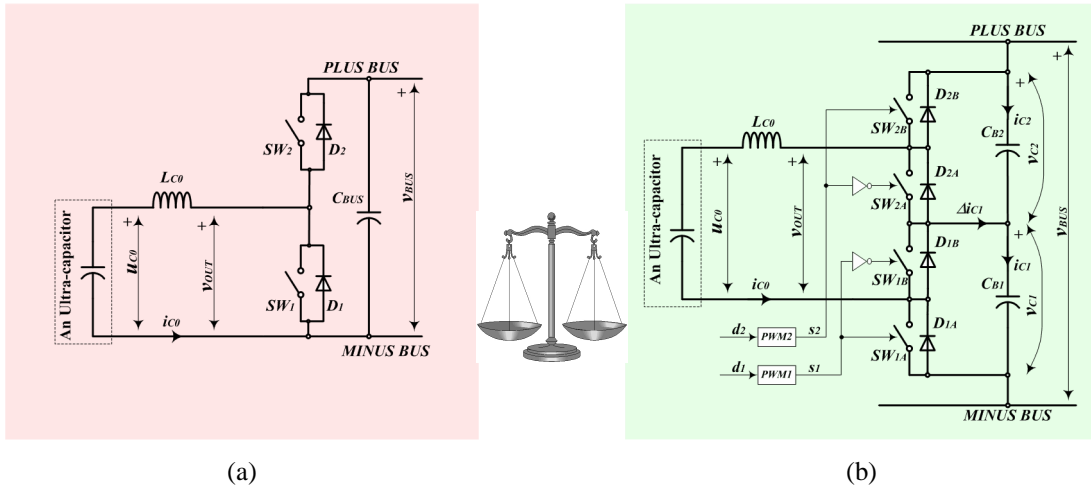 PLUS BUS
SW2
D2
LC0
CBUS
vBUS
An Ultra-capacitor
uC0
vOUT
SW1
D1
iC0
MINUS BUS
(a)
PLUS BUS
D2B
SW2B
iC2
CB2
vC2
LC0
D2A
SW2A
ΔiC1
An Ultra-capacitor
uC0
vOUT
vBUS
D1B
SW1B
iC1
CB1
vC1
iC0
D1A
SW1A
d2
PWM2
s2
d1
PWM1
s1
MINUS BUS
(b)